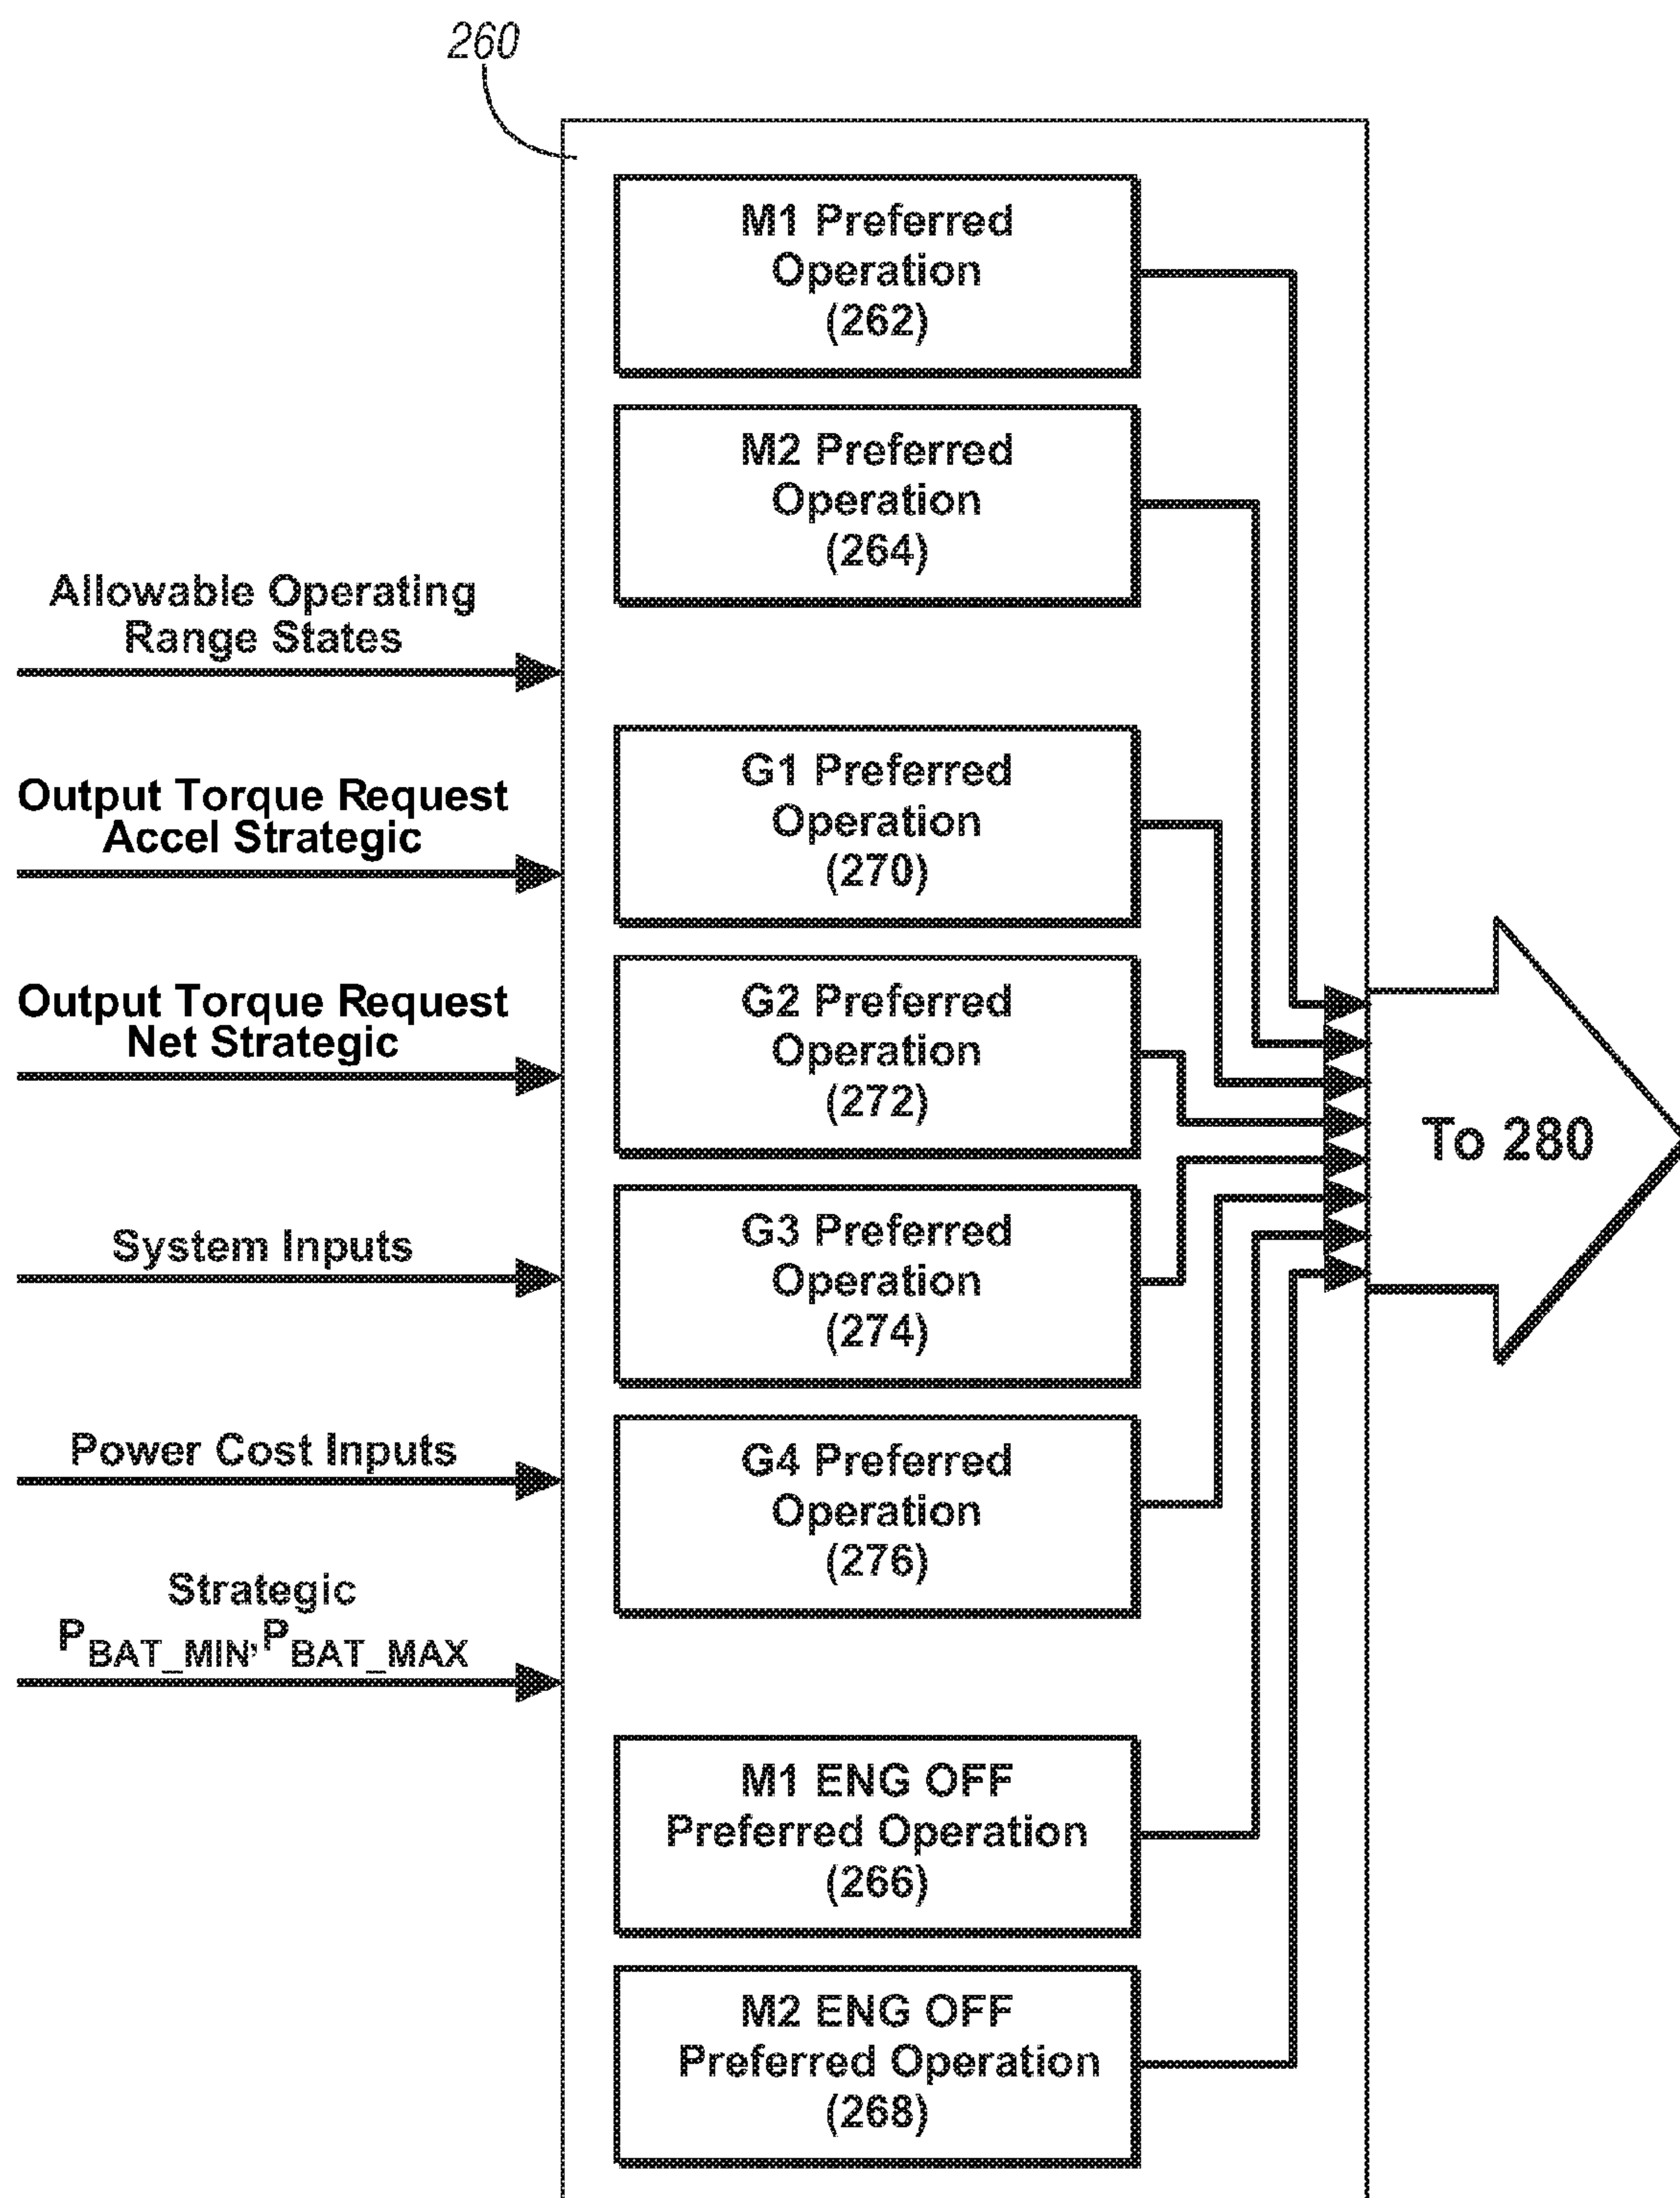 260
M1 Preferred
Operation
(262)
M2 Preferred
Operation
(264)
Allowable Operating
Range States
Output Torque Request
Accel Strategic
Output Torque Request
Net Strategic
System Inputs
Power Cost Inputs
Strategic
PBAT_MIN, PBAT_MAX
G1 Preferred
Operation
(270)
G2 Preferred
Operation
(272)
G3 Preferred
Operation
(274)
G4 Preferred
Operation
(276)
M1 ENG OFF
Preferred Operation
(266)
M2 ENG OFF
Preferred Operation
(268)
To 280